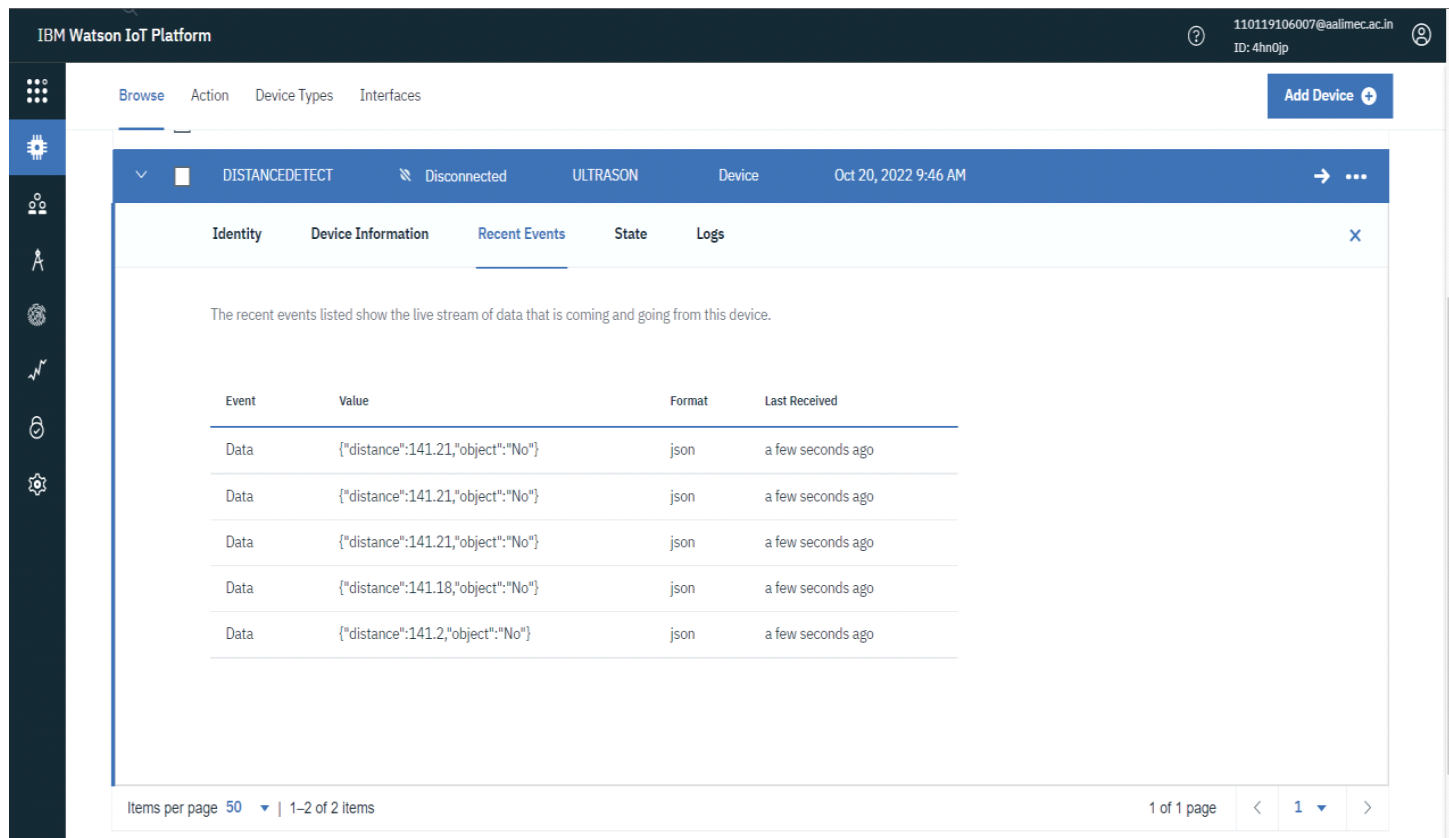 IBM Watson IoT Platform
110119106007@aalimec.ac.in
ID: 4hn0jp
Browse Action Device Types Interfaces
Add Device
DISTANCEDETECT Disconnected ULTRASON Device Oct 20, 2022 9:46 AM
Identity Device Information Recent Events State Logs
The recent events listed show the live stream of data that is coming and going from this device.
Event Value Format Last Received
Data {"distance":141.21,"object":"No"} json a few seconds ago
Data {"distance":141.21,"object":"No"} json a few seconds ago
Data {"distance":141.21,"object":"No"} json a few seconds ago
Data {"distance":141.18,"object":"No"} json a few seconds ago
Data {"distance":141.2,"object":"No"} json a few seconds ago
Items per page 50 | 1–2 of 2 items 1 of 1 page 1